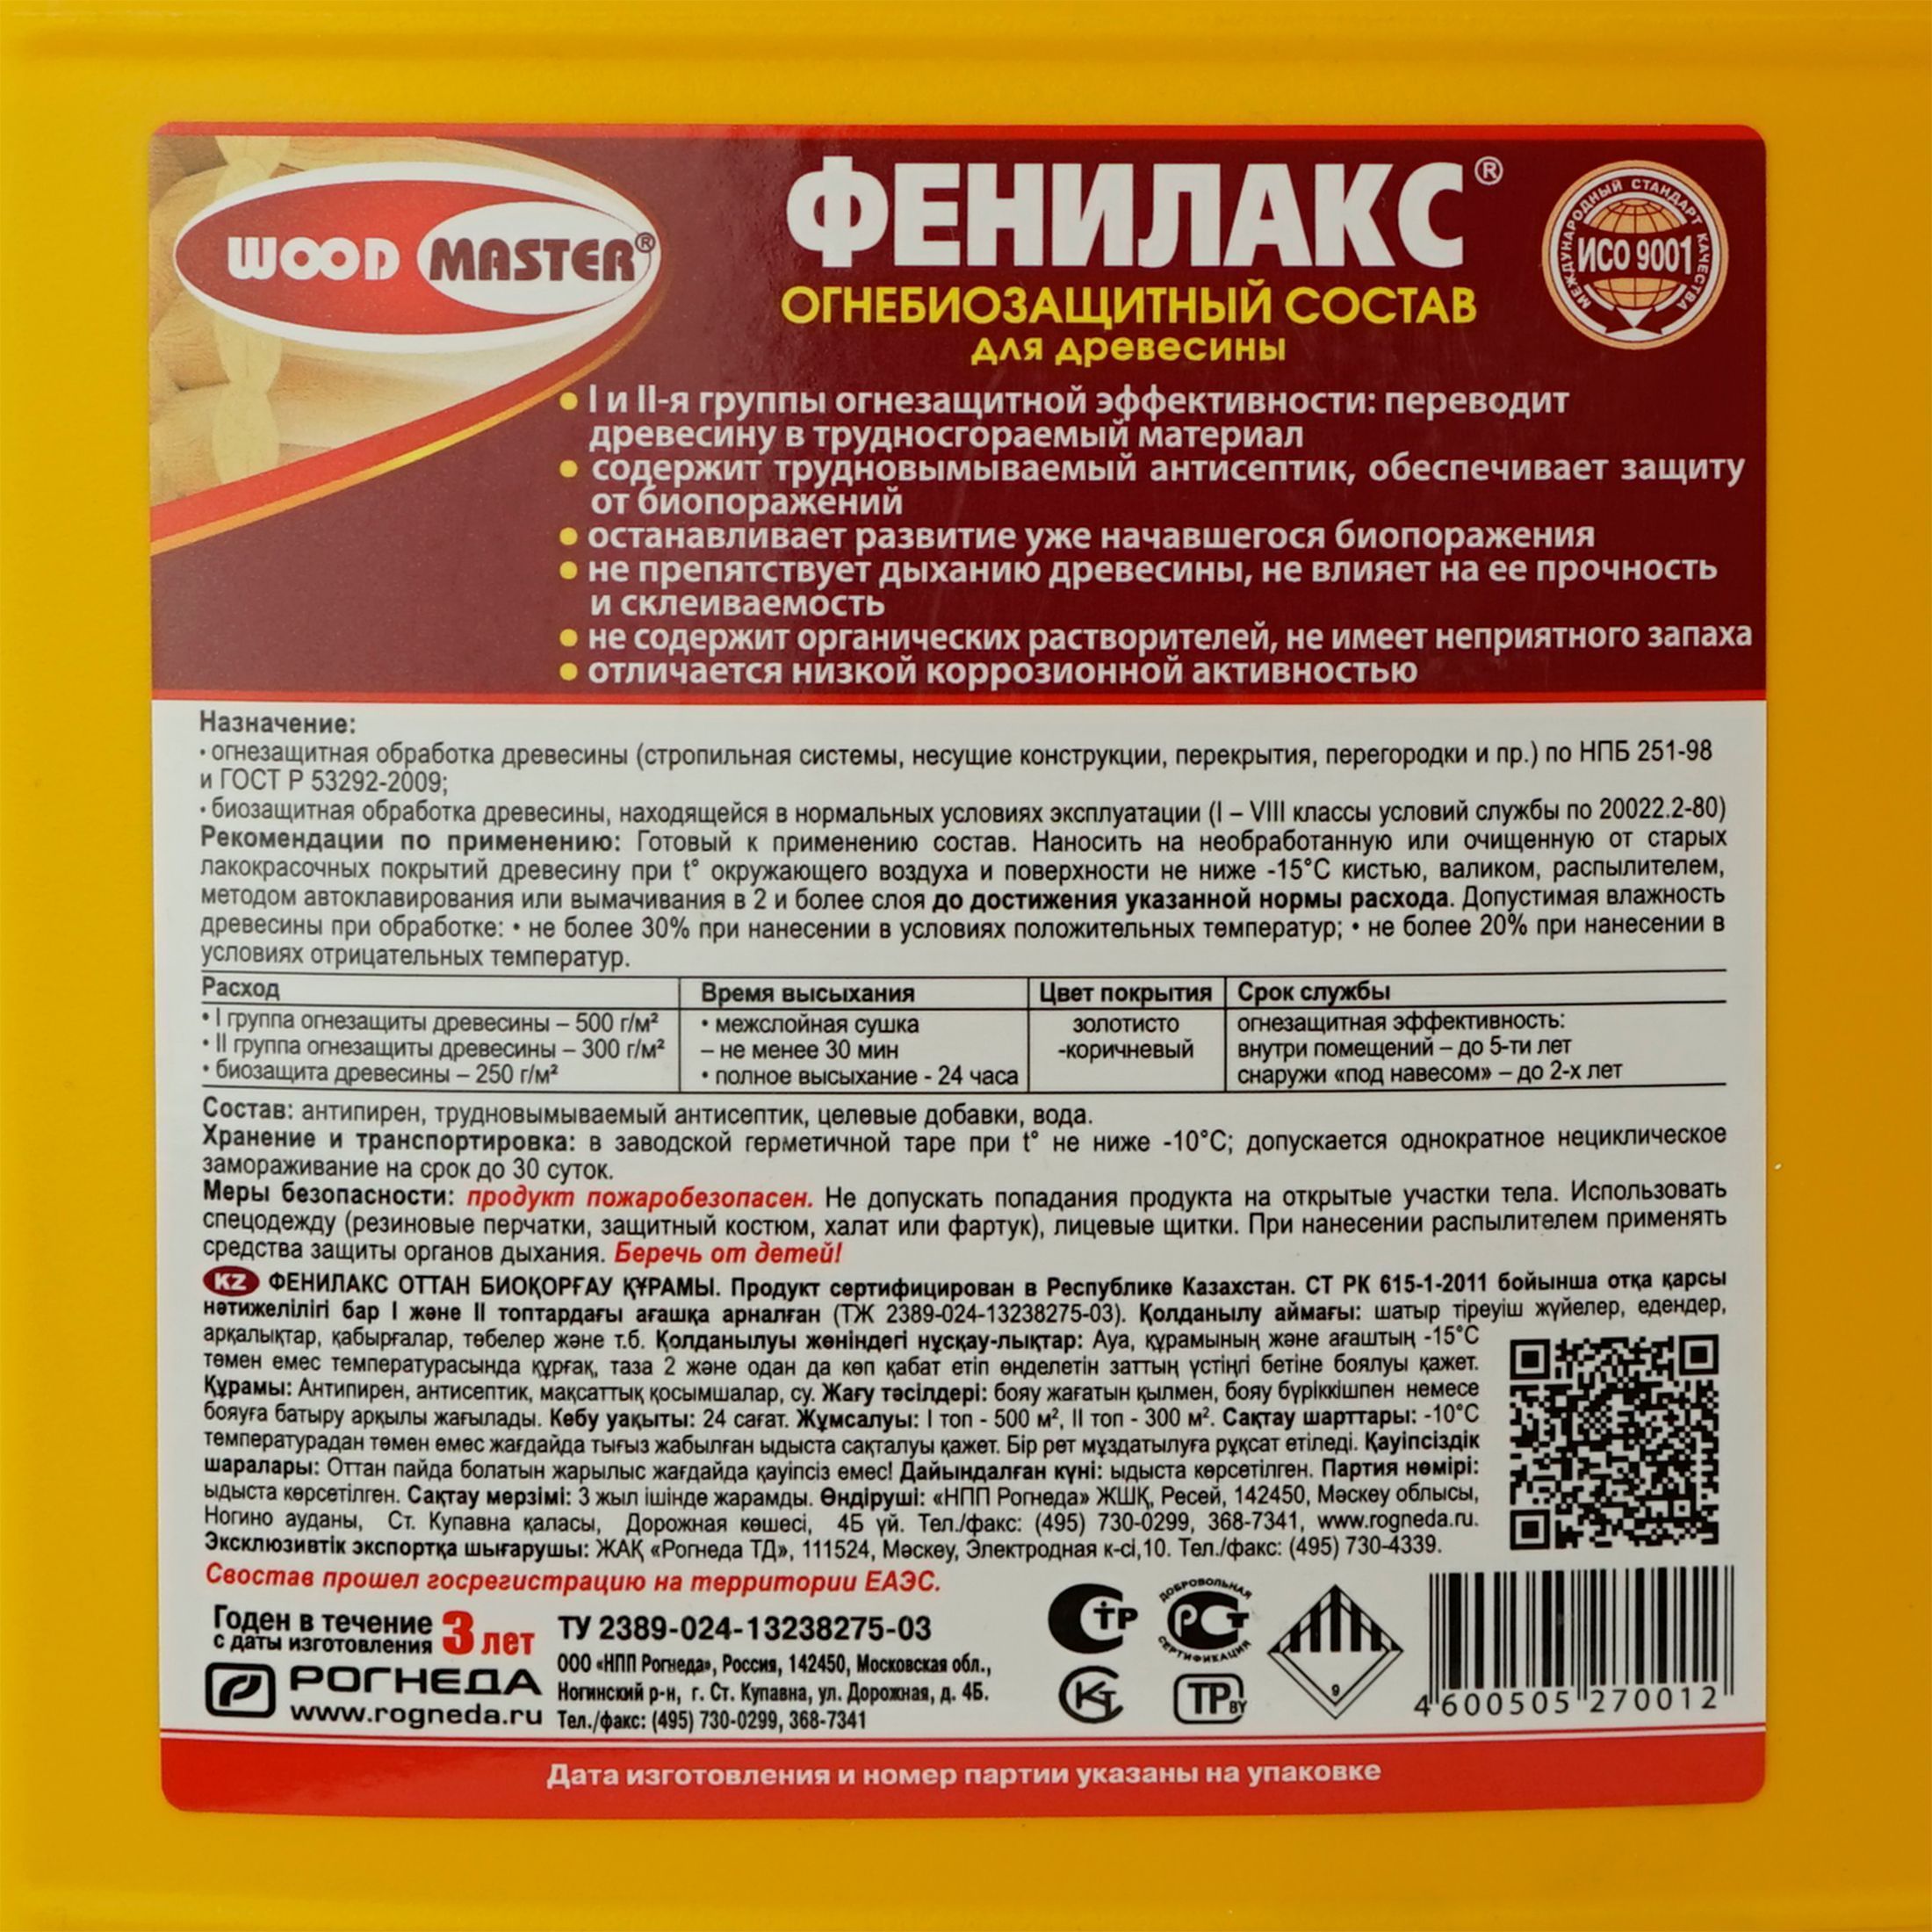 WOOD MASTER®
ФЕНИЛАКС®
ОГНЕБИОЗАЩИТНЫЙ СОСТАВ
для древесины
МЕЖДУНАРОДНЫЙ СТАНДАРТ КАЧЕСТВА
ИСО 9001
• I и II-я группы огнезащитной эффективности: переводит
древесину в трудносгораемый материал
• содержит трудновымываемый антисептик, обеспечивает защиту
от биопоражений
• останавливает развитие уже начавшегося биопоражения
• не препятствует дыханию древесины, не влияет на ее прочность
и склеиваемость
• не содержит органических растворителей, не имеет неприятного запаха
• отличается низкой коррозионной активностью
Назначение:
• огнезащитная обработка древесины (стропильная системы, несущие конструкции, перекрытия, перегородки и пр.) по НПБ 251-98
и ГОСТ Р 53292-2009;
• биозащитная обработка древесины, находящейся в нормальных условиях эксплуатации (I – VIII классы условий службы по 20022.2-80)
Рекомендации по применению: Готовый к применению состав. Наносить на необработанную или очищенную от старых
лакокрасочных покрытий древесину при t° окружающего воздуха и поверхности не ниже -15°С кистью, валиком, распылителем,
методом автоклавирования или вымачивания в 2 и более слоя до достижения указанной нормы расхода. Допустимая влажность
древесины при обработке: • не более 30% при нанесении в условиях положительных температур; • не более 20% при нанесении в
условиях отрицательных температур.
Расход
• I группа огнезащиты древесины – 500 г/м²
• II группа огнезащиты древесины – 300 г/м²
• биозащита древесины – 250 г/м²
Время высыхания
• межслойная сушка
– не менее 30 мин
• полное высыхание - 24 часа
Цвет покрытия
золотисто
-коричневый
Срок службы
огнезащитная эффективность:
внутри помещений – до 5-ти лет
снаружи «под навесом» – до 2-х лет
Состав: антипирен, трудновымываемый антисептик, целевые добавки, вода.
Хранение и транспортировка: в заводской герметичной таре при t° не ниже -10°С; допускается однократное нециклическое
замораживание на срок до 30 суток.
Меры безопасности: продукт пожаробезопасен. Не допускать попадания продукта на открытые участки тела. Использовать
спецодежду (резиновые перчатки, защитный костюм, халат или фартук), лицевые щитки. При нанесении распылителем применять
средства защиты органов дыхания. Беречь от детей!
KZ ФЕНИЛАКС ОТТАН БИОҚОРҒАУ ҚҰРАМЫ. Продукт сертифицирован в Республике Казахстан. СТ РК 615-1-2011 бойынша отқа қарсы
нәтижелілігі бар I және II топтардағы ағашқа арналған (ТЖ 2389-024-13238275-03). Қолданылу аймағы: шатыр тіреуіш жүйелер, едендер,
арқалықтар, қабырғалар, төбелер және т.б. Қолданылуы жөніндегі нұсқау-лықтар: Ауа, құрамының және ағаштың -15°С
төмен емес температурасында құрғақ, таза 2 және одан да көп қабат етіп өңделетін заттың үстіңгі бетіне боялуы қажет.
Құрамы: Антипирен, антисептик, мақсаттық қосымшалар, су. Жағу тәсілдері: бояу жағатын қылмен, бояу бүріккішпен немесе
бояуға батыру арқылы жағылады. Кебу уақыты: 24 сағат. Жұмсалуы: I топ - 500 м², II топ - 300 м². Сақтау шарттары: -10°С
температурадан төмен емес жағдайда тығыз жабылған ыдыста сақталуы қажет. Бір рет мұздатылуға рұқсат етіледі. Қауіпсіздік
шаралары: Оттан пайда болатын жарылыс жағдайда қауіпсіз емес! Дайындалған күні: ыдыста көрсетілген. Партия нөмірі:
ыдыста көрсетілген. Сақтау мерзімі: 3 жыл ішінде жарамды. Өндіруші: «НПП Рогнеда» ЖШҚ, Ресей, 142450, Мәскеу облысы,
Ногино ауданы, Ст. Купавна қаласы, Дорожная көшесі, 4Б үй. Тел./факс: (495) 730-0299, 368-7341, www.rogneda.ru.
Эксклюзивтік экспортқа шығарушы: ЖАҚ «Рогнеда ТД», 111524, Мәскеу, Электродная к-сі,10. Тел./факс: (495) 730-4339.
Свостав прошел госрегистрацию на территории ЕАЭС.
Годен в течение
с даты изготовления 3 лет
РОГНЕДА
www.rogneda.ru
ТУ 2389-024-13238275-03
ООО «НПП Рогнеда», Россия, 142450, Московская обл.,
Ногинский р-н, г. Ст. Купавна, ул. Дорожная, д. 4Б.
Тел./факс: (495) 730-0299, 368-7341
ДОБРОВОЛЬНАЯ
СЕРТИФИКАЦИЯ
TP BY
9
4 600505 270012
Дата изготовления и номер партии указаны на упаковке